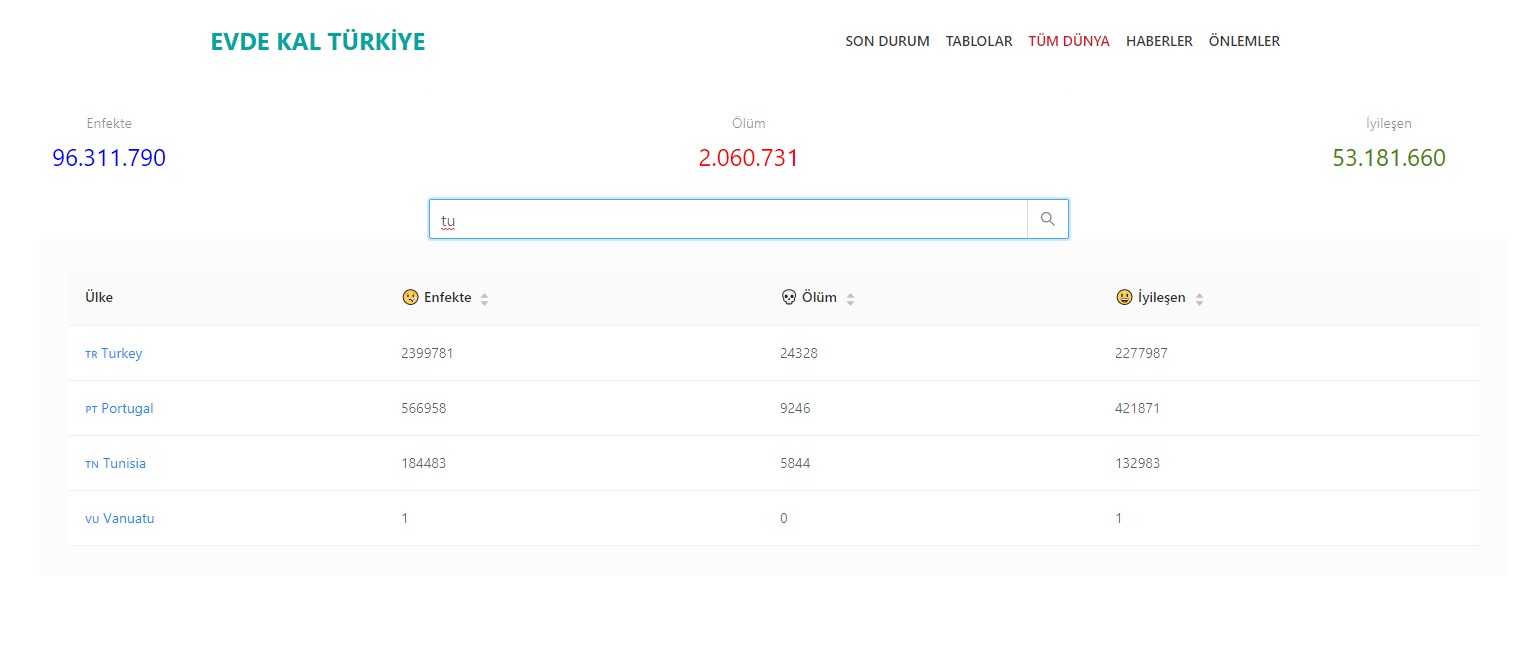 EVDE KAL TÜRKİYE
SON DURUM TABLOLAR TÜM DÜNYA HABERLER ÖNLEMLER
Enfekte Ölüm İyileşen
96.311.790 2.060.731 53.181.660
tu
Ülke Enfekte Ölüm İyileşen
TR Turkey 2399781 24328 2277987
PT Portugal 566958 9246 421871
TN Tunisia 184483 5844 132983
VU Vanuatu 1 0 1